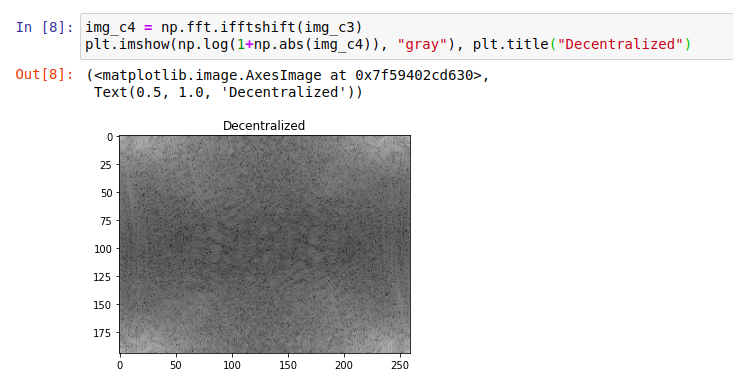 In [8]: img_c4 = np.fft.ifftshift(img_c3)
plt.imshow(np.log(1+np.abs(img_c4)), "gray"), plt.title("Decentralized")
Out[8]: (<matplotlib.image.AxesImage at 0x7f59402cd630>,
Text(0.5, 1.0, 'Decentralized'))
Decentralized
0
25
50
75
100
125
150
175
0 50 100 150 200 250